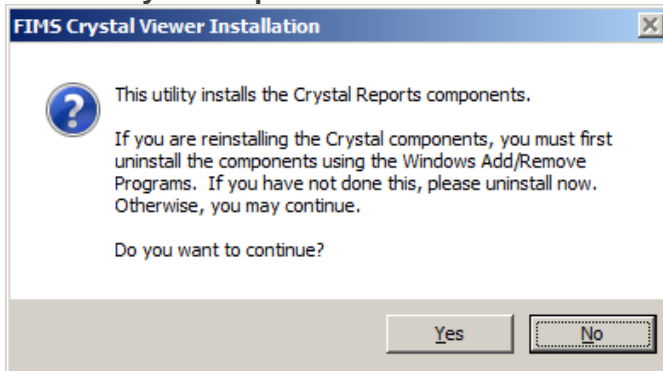 FIMS Crystal Viewer Installation
This utility installs the Crystal Reports components.
If you are reinstalling the Crystal components, you must first
uninstall the components using the Windows Add/Remove
Programs.  If you have not done this, please uninstall now.
Otherwise, you may continue.
Do you want to continue?
Yes
No